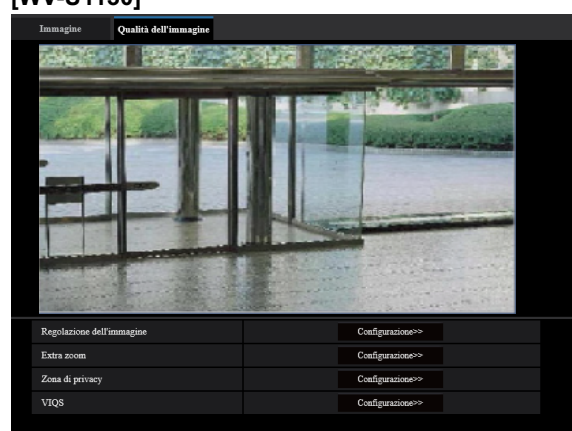 [WV-S1130]
Immagine Qualità dell'immagine
Regolazione dell'immagine Configurazione>>
Extra zoom Configurazione>>
Zona di privacy Configurazione>>
VIQS Configurazione>>